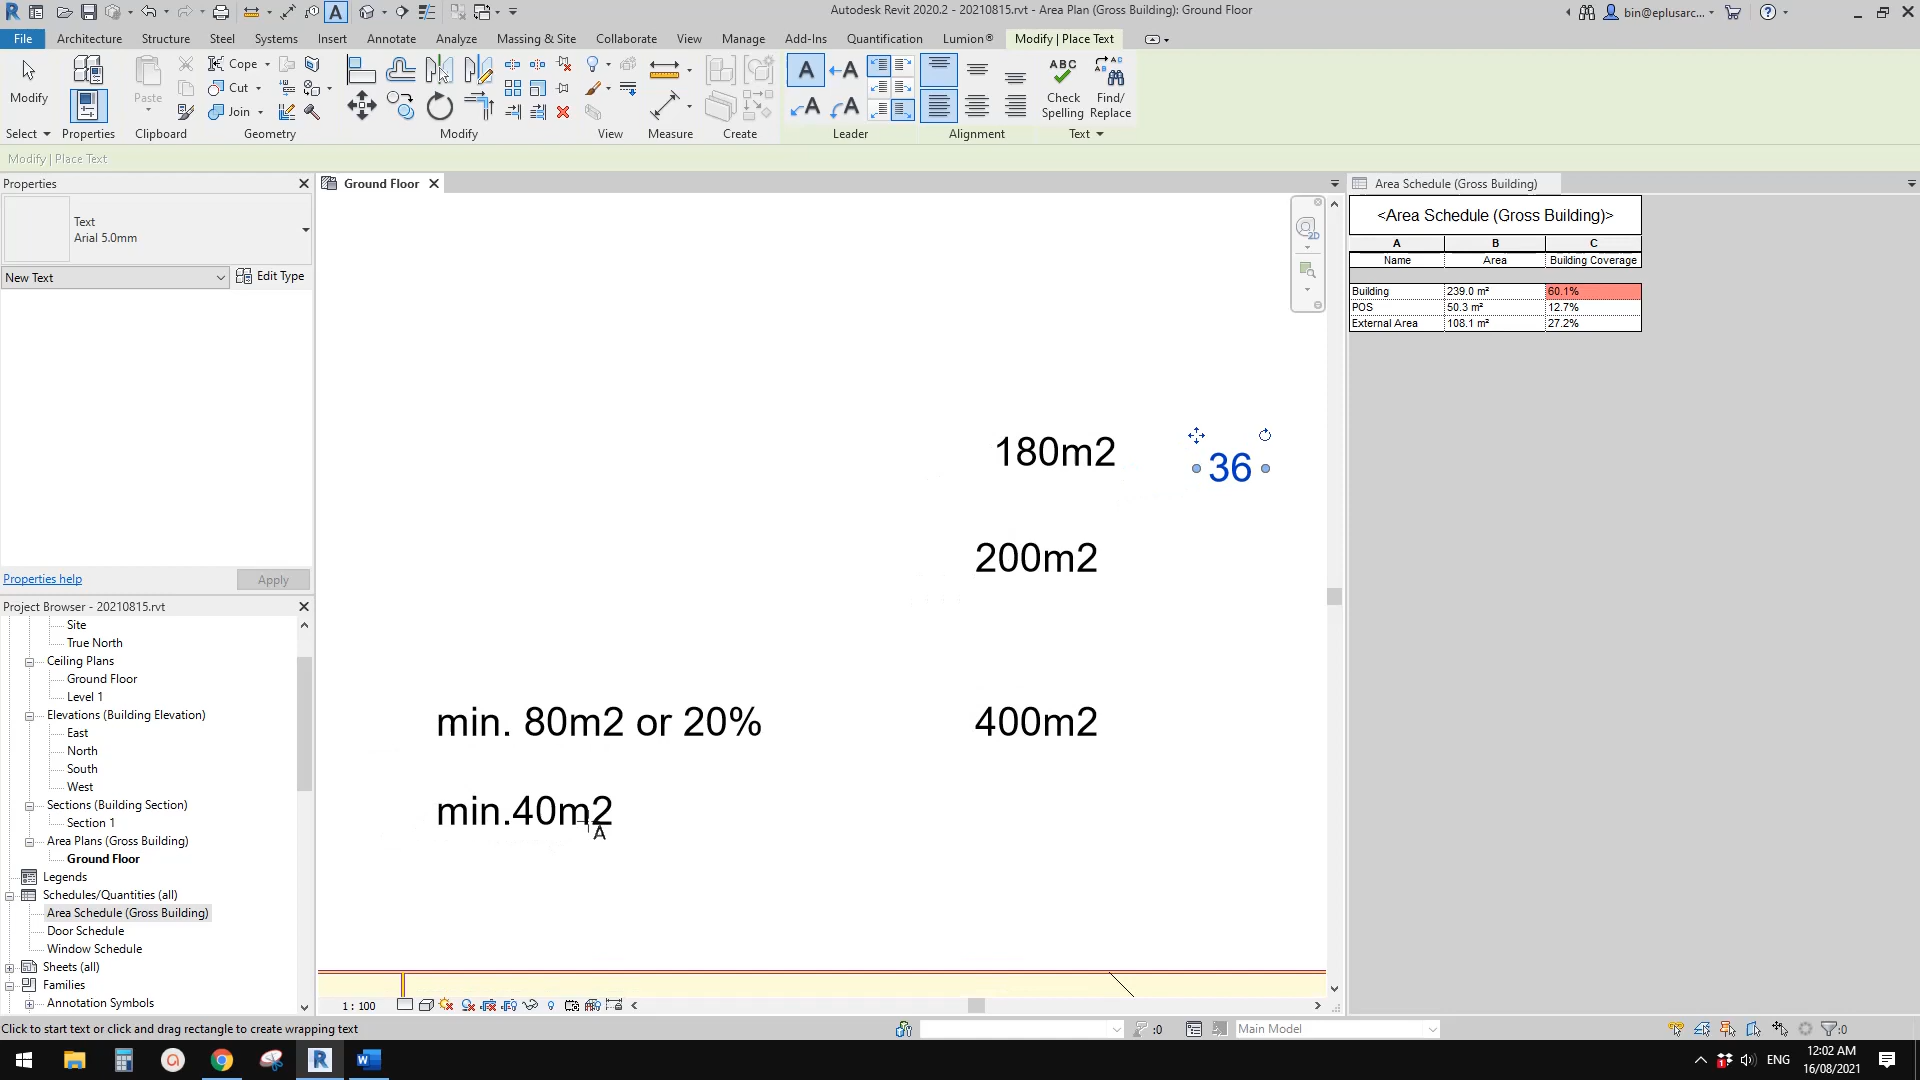 Autodesk Revit 2020.2 - 20210815.rvt - Area Plan (Gross Building): Ground Floor
bin@eplusarc...
File Architecture Structure Steel Systems Insert Annotate Analyze Massing & Site Collaborate View Manage Add-Ins Quantification Lumion® Modify | Place Text
Modify
Paste
Cope
Cut
Join
Check Spelling
Find/ Replace
Select Properties Clipboard Geometry Modify View Measure Create Leader Alignment Text
Modify | Place Text
Properties
Text
Arial 5.0mm
New Text
Edit Type
Properties help
Apply
Project Browser - 20210815.rvt
Site
True North
Ceiling Plans
Ground Floor
Level 1
Elevations (Building Elevation)
East
North
South
West
Sections (Building Section)
Section 1
Area Plans (Gross Building)
Ground Floor
Legends
Schedules/Quantities (all)
Area Schedule (Gross Building)
Door Schedule
Window Schedule
Sheets (all)
Families
Annotation Symbols
Ground Floor
2D
180m2
36
200m2
min. 80m2 or 20%
400m2
min.40m2
1 : 100
Area Schedule (Gross Building)
<Area Schedule (Gross Building)>
A B C
Name Area Building Coverage
Building 239.0 m² 60.1%
POS 50.3 m² 12.7%
External Area 108.1 m² 27.2%
Click to start text or click and drag rectangle to create wrapping text
:0
Main Model
:0
ENG
12:02 AM
16/08/2021